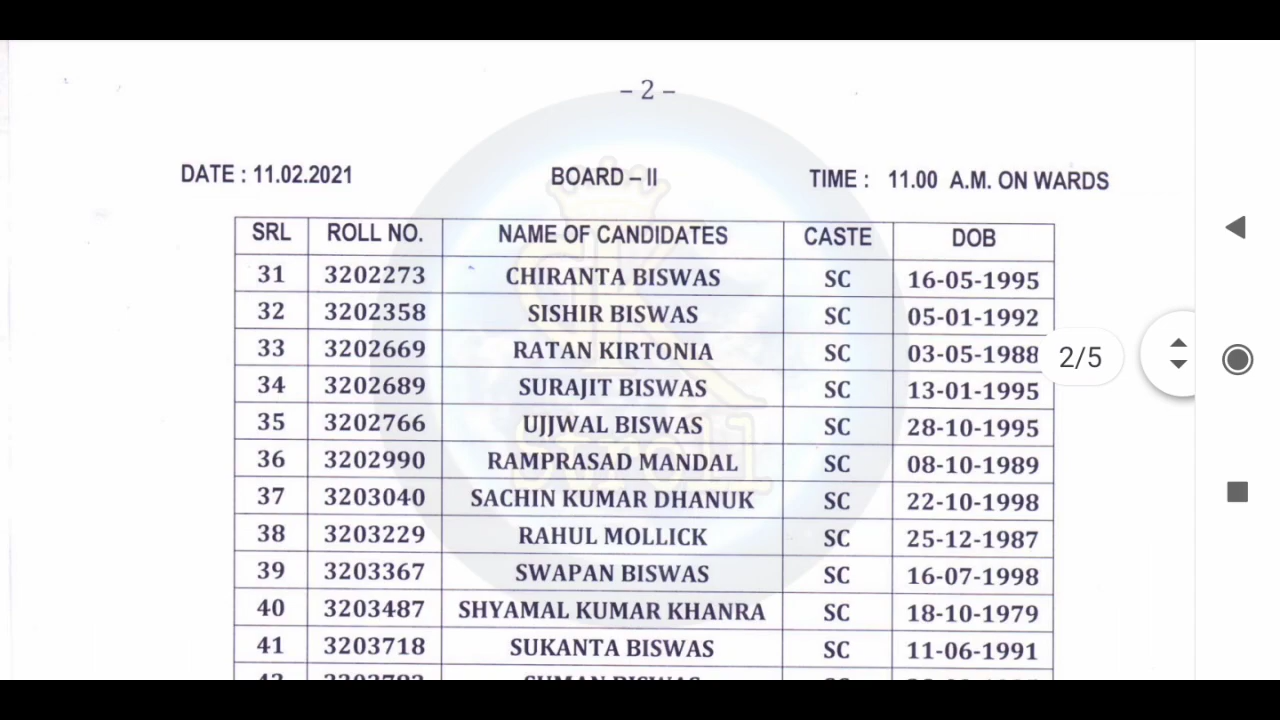 – 2 –
DATE : 11.02.2021 BOARD – II TIME : 11.00 A.M. ON WARDS
SRL ROLL NO. NAME OF CANDIDATES CASTE DOB
31 3202273 CHIRANTA BISWAS SC 16-05-1995
32 3202358 SISHIR BISWAS SC 05-01-1992
33 3202669 RATAN KIRTONIA SC 03-05-1988
2/5
34 3202689 SURAJIT BISWAS SC 13-01-1995
35 3202766 UJJWAL BISWAS SC 28-10-1995
36 3202990 RAMPRASAD MANDAL SC 08-10-1989
37 3203040 SACHIN KUMAR DHANUK SC 22-10-1998
38 3203229 RAHUL MOLLICK SC 25-12-1987
39 3203367 SWAPAN BISWAS SC 16-07-1998
40 3203487 SHYAMAL KUMAR KHANRA SC 18-10-1979
41 3203718 SUKANTA BISWAS SC 11-06-1991